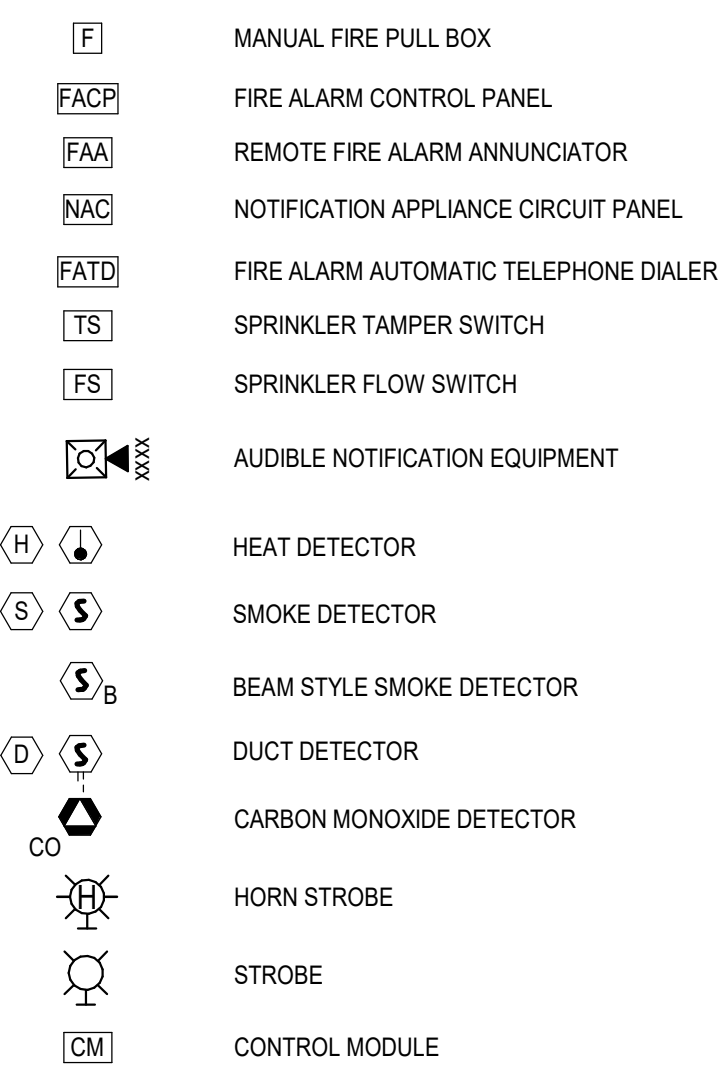 F MANUAL FIRE PULL BOX
FACP FIRE ALARM CONTROL PANEL
FAA REMOTE FIRE ALARM ANNUNCIATOR
NAC NOTIFICATION APPLIANCE CIRCUIT PANEL
FATD FIRE ALARM AUTOMATIC TELEPHONE DIALER
TS SPRINKLER TAMPER SWITCH
FS SPRINKLER FLOW SWITCH
XXXX AUDIBLE NOTIFICATION EQUIPMENT
H HEAT DETECTOR
S S SMOKE DETECTOR
S B BEAM STYLE SMOKE DETECTOR
D S DUCT DETECTOR
CO CARBON MONOXIDE DETECTOR
H HORN STROBE
STROBE
CM CONTROL MODULE